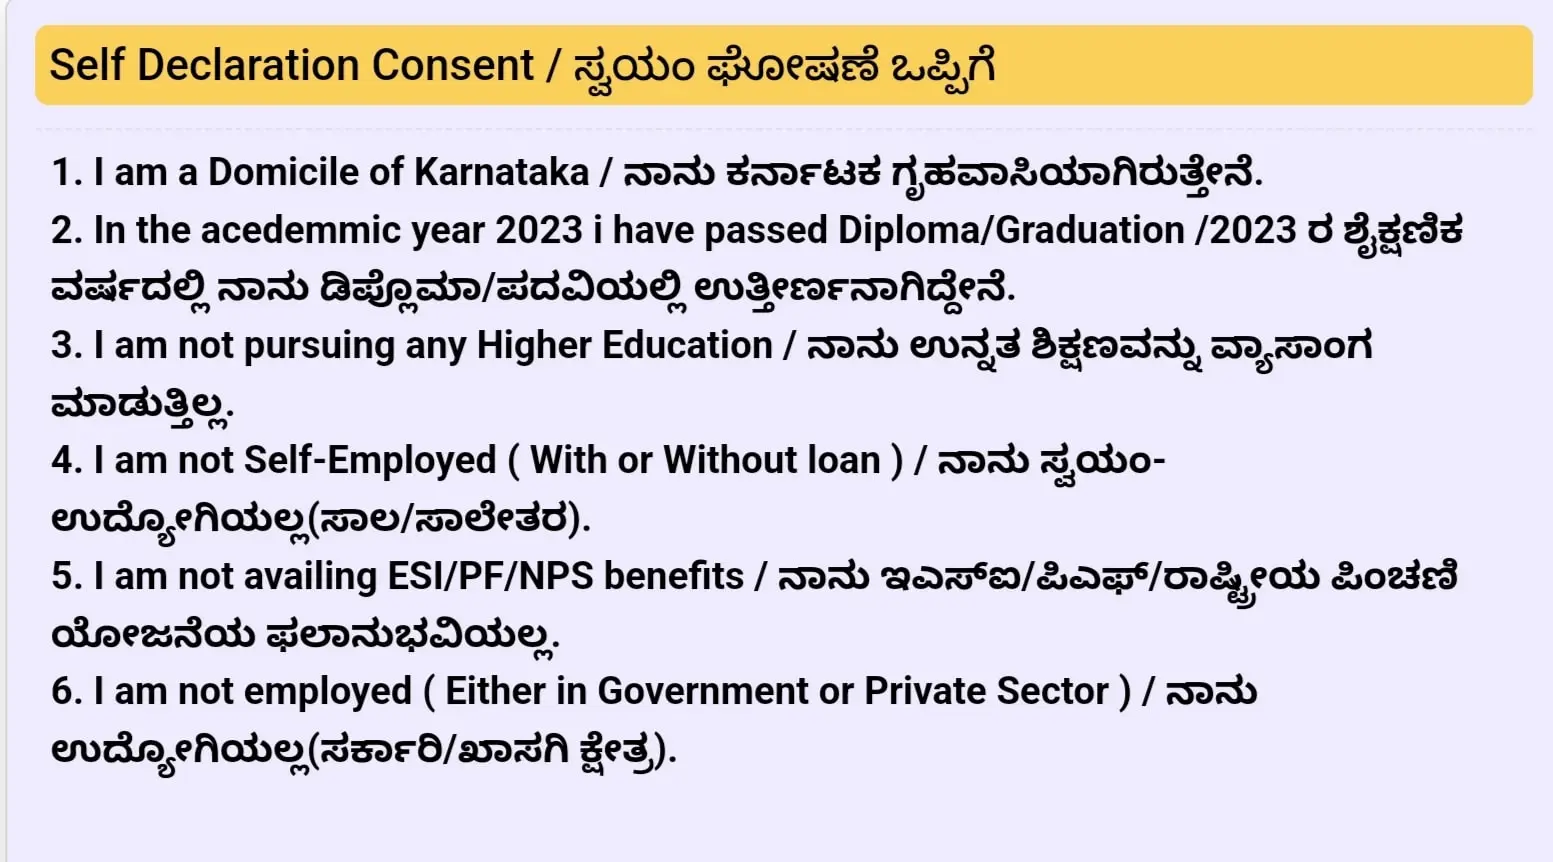 Self Declaration Consent / ಸ್ವಯಂ ಘೋಷಣೆ ಒಪ್ಪಿಗೆ
1. I am a Domicile of Karnataka / ನಾನು ಕರ್ನಾಟಕ ಗೃಹವಾಸಿಯಾಗಿರುತ್ತೇನೆ.
2. In the acedemmic year 2023 i have passed Diploma/Graduation /2023 ರ ಶೈಕ್ಷಣಿಕ
ವರ್ಷದಲ್ಲಿ ನಾನು ಡಿಪ್ಲೊಮಾ/ಪದವಿಯಲ್ಲಿ ಉತ್ತೀರ್ಣನಾಗಿದ್ದೇನೆ.
3. I am not pursuing any Higher Education / ನಾನು ಉನ್ನತ ಶಿಕ್ಷಣವನ್ನು ವ್ಯಾಸಾಂಗ
ಮಾಡುತ್ತಿಲ್ಲ.
4. I am not Self-Employed ( With or Without loan ) / ನಾನು ಸ್ವಯಂ-
ಉದ್ಯೋಗಿಯಲ್ಲ(ಸಾಲ/ಸಾಲೇತರ).
5. I am not availing ESI/PF/NPS benefits / ನಾನು ಇಎಸ್ಐ/ಪಿಎಫ್/ರಾಷ್ಟ್ರೀಯ ಪಿಂಚಣಿ
ಯೋಜನೆಯ ಫಲಾನುಭವಿಯಲ್ಲ.
6. I am not employed ( Either in Government or Private Sector ) / ನಾನು
ಉದ್ಯೋಗಿಯಲ್ಲ(ಸರ್ಕಾರಿ/ಖಾಸಗಿ ಕ್ಷೇತ್ರ).